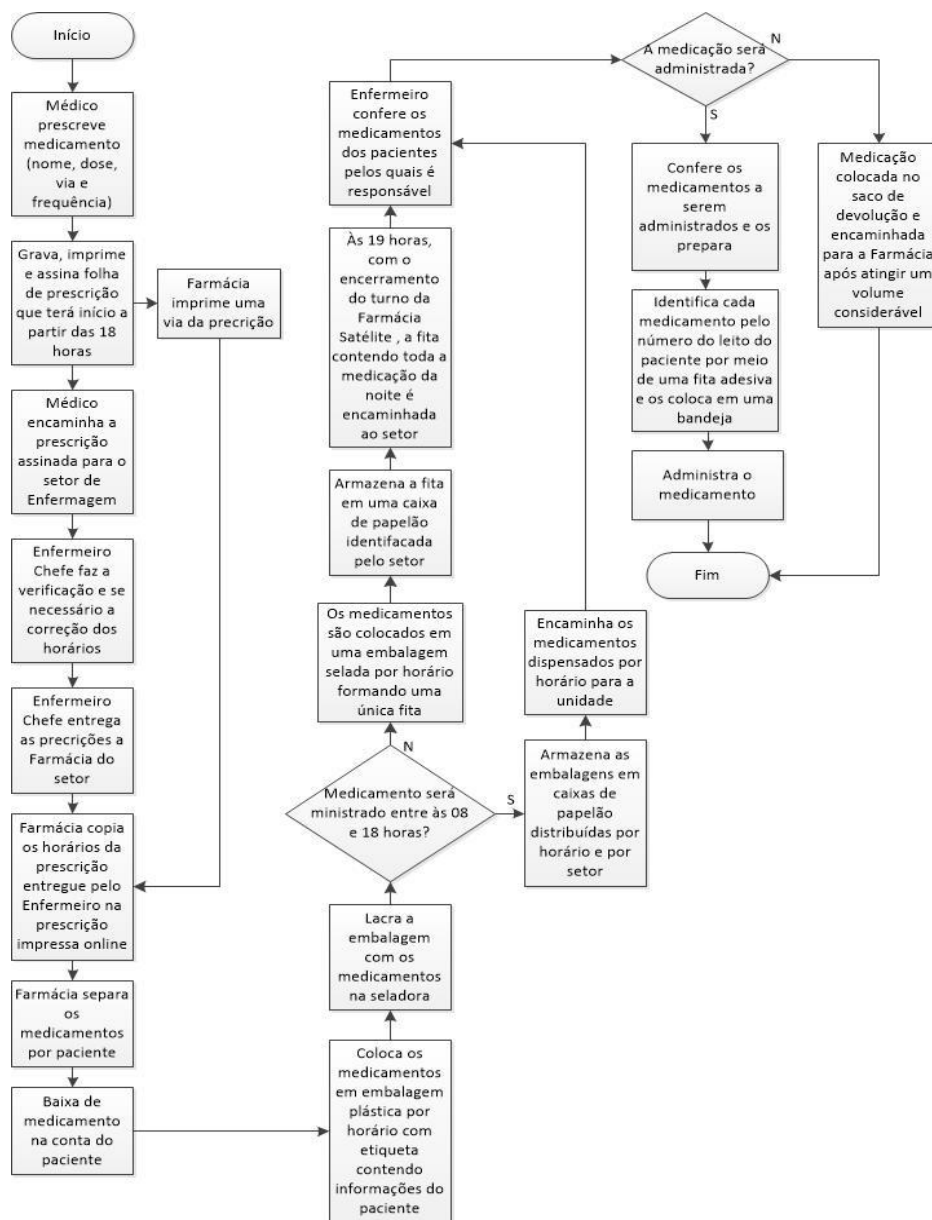 Início
Médico
prescreve
medicamento
(nome, dose,
via e
frequência)
Grava, imprime
e assina folha
de prescrição
que terá início a
partir das 18
horas
Farmácia
imprime uma
via da precrição
Médico
encaminha a
prescrição
assinada para o
setor de
Enfermagem
Enfermeiro
Chefe faz a
verificação e se
necessário a
correção dos
horários
Enfermeiro
Chefe entrega
as precrições a
Farmácia do
setor
Farmácia copia
os horários da
prescrição
entregue pelo
Enfermeiro na
prescrição
impressa online
Farmácia separa
os
medicamentos
por paciente
Baixa de
medicamento
na conta do
paciente
Coloca os
medicamentos
em embalagem
plástica por
horário com
etiqueta
contendo
informações do
paciente
Lacra a
embalagem
com os
medicamentos
na seladora
Medicamento será
ministrado entre às 08
e 18 horas?
N
S
Os medicamentos
são colocados em
uma embalagem
selada por horário
formando uma
única fita
Armazena a fita
em uma caixa
de papelão
identifacada
pelo setor
Às 19 horas,
com o
encerramento
do turno da
Farmácia
Satélite , a fita
contendo toda a
medicação da
noite é
encaminhada
ao setor
Armazena as
embalagens em
caixas de
papelão
distribuídas por
horário e por
setor
Encaminha os
medicamentos
dispensados por
horário para a
unidade
Enfermeiro
confere os
medicamentos
dos pacientes
pelos quais é
responsável
A medicação será
administrada?
N
S
Confere os
medicamentos a
serem
administrados e os
prepara
Identifica cada
medicamento pelo
número do leito do
paciente por meio
de uma fita adesiva
e os coloca em uma
bandeja
Administra o
medicamento
Medicação
colocada no
saco de
devolução e
encaminhada
para a Farmácia
após atingir um
volume
considerável
Fim